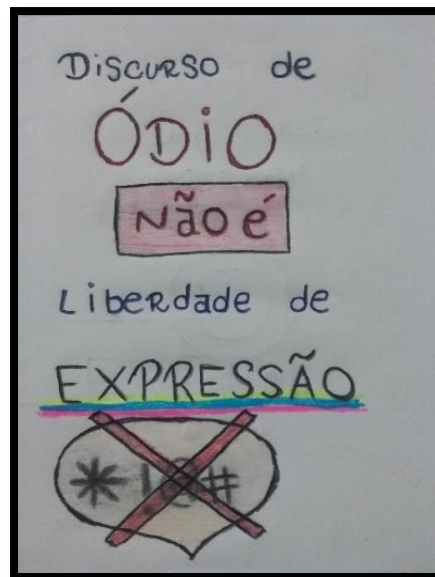 Discurso de
ÓDiO
Não é
Liberdade de
EXPRESSÃO
*!@#